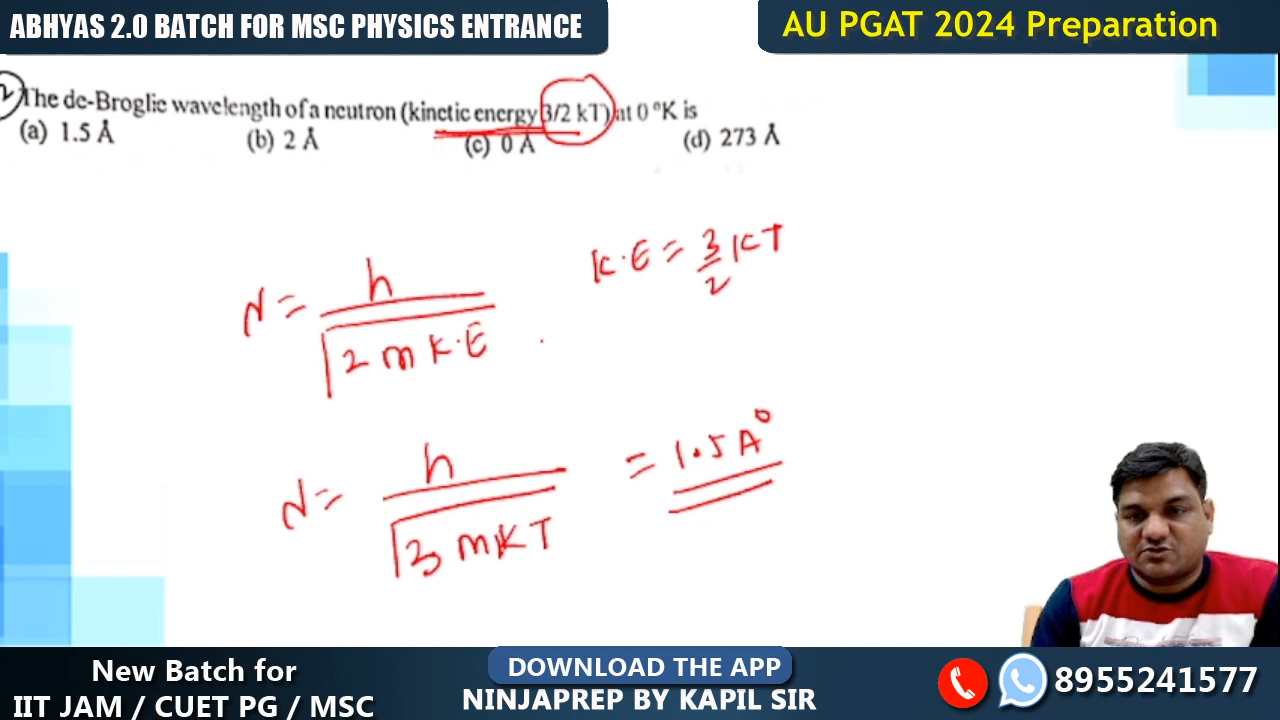 ABHYAS 2.0 BATCH FOR MSC PHYSICS ENTRANCE
AU PGAT 2024 Preparation
The de-Broglie wavelength of a neutron (kinetic energy 3/2 kT) at 0 °K is
(a) 1.5 Å (b) 2 Å (c) 0 Å (d) 273 Å
K.E = 3/2 KT
λ = h / √2 m K.E
λ = h / √3 m K T = 1.5 A°
New Batch for
IIT JAM / CUET PG / MSC
DOWNLOAD THE APP
NINJAPREP BY KAPIL SIR
8955241577